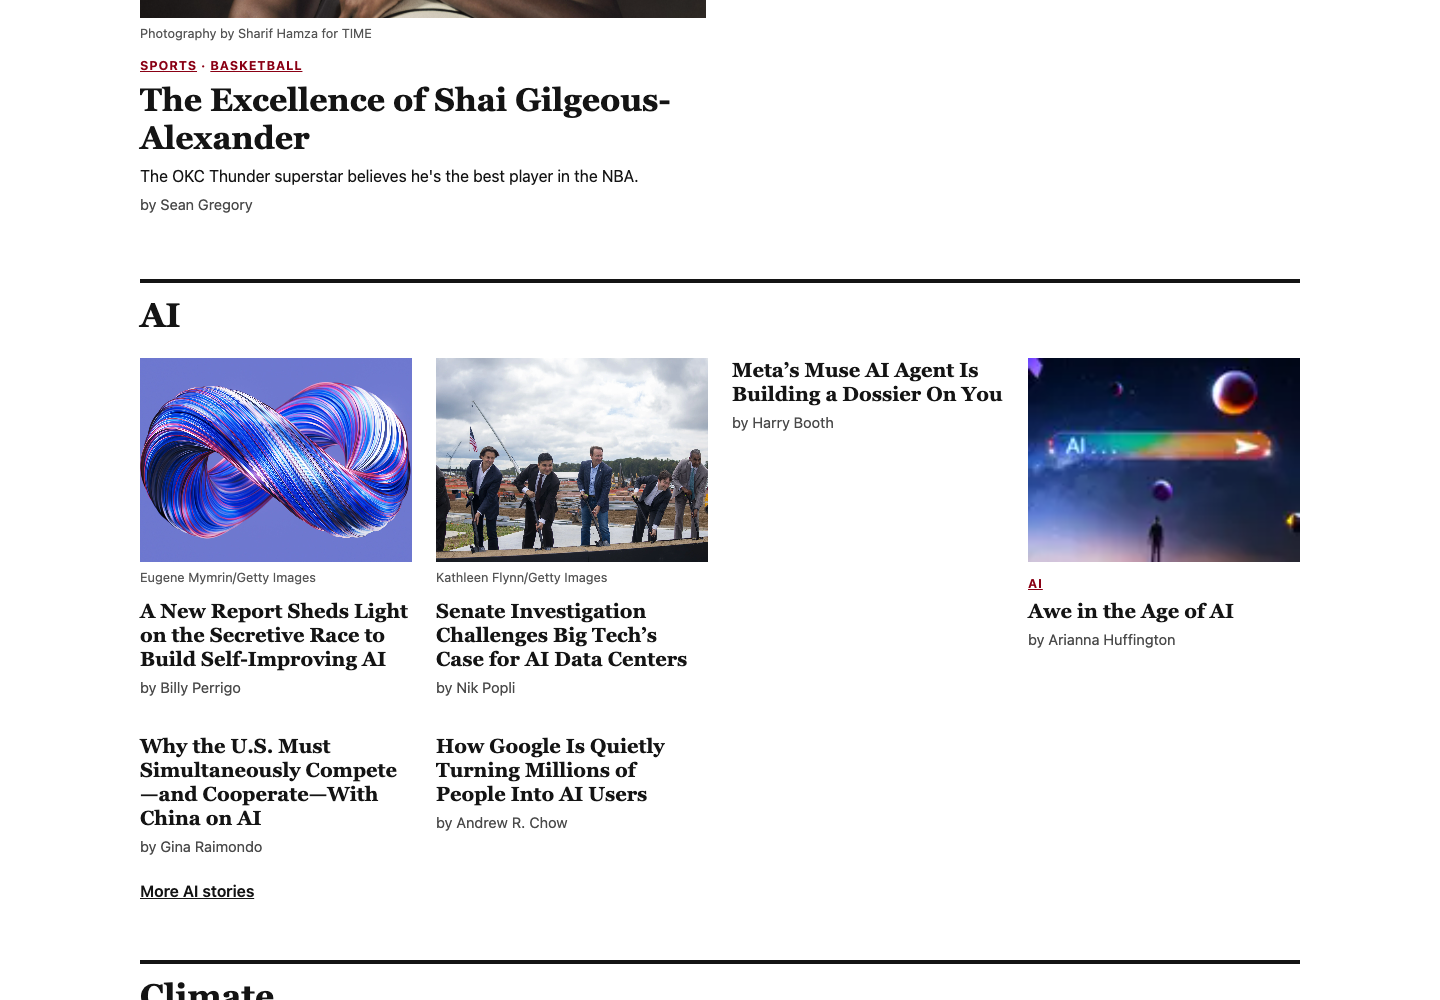 Photography by Sharif Hamza for TIME
SPORTS · BASKETBALL
The Excellence of Shai Gilgeous-
Alexander
The OKC Thunder superstar believes he's the best player in the NBA.
by Sean Gregory
AI
Eugene Mymrin/Getty Images
A New Report Sheds Light
on the Secretive Race to
Build Self-Improving AI
by Billy Perrigo
Kathleen Flynn/Getty Images
Senate Investigation
Challenges Big Tech’s
Case for AI Data Centers
by Nik Popli
Meta’s Muse AI Agent Is
Building a Dossier On You
by Harry Booth
AI . . .
AI
Awe in the Age of AI
by Arianna Huffington
Why the U.S. Must
Simultaneously Compete
—and Cooperate—With
China on AI
by Gina Raimondo
How Google Is Quietly
Turning Millions of
People Into AI Users
by Andrew R. Chow
More AI stories
Climate